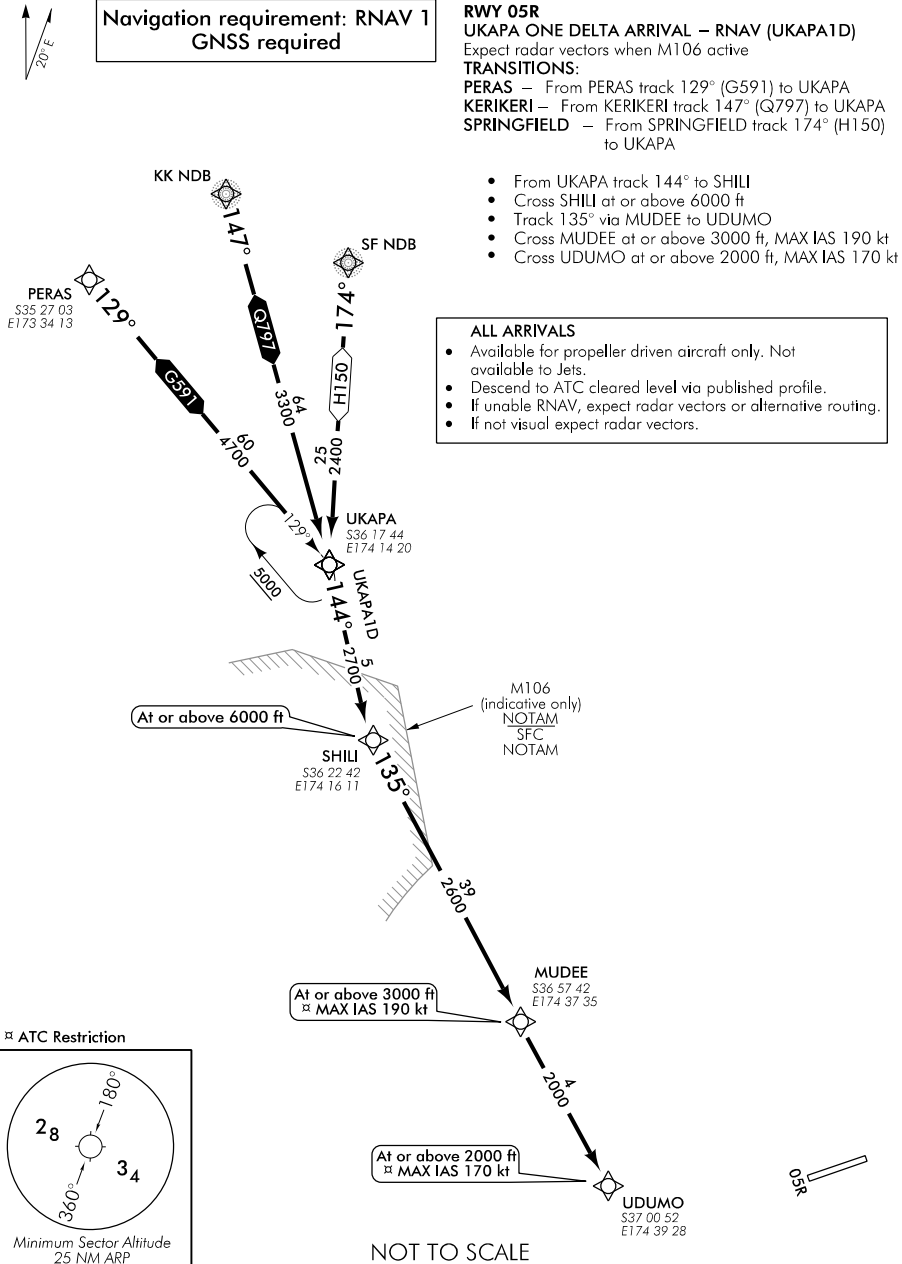 20° E
Navigation requirement: RNAV 1
GNSS required
RWY 05R
UKAPA ONE DELTA ARRIVAL – RNAV (UKAPA1D)
Expect radar vectors when M106 active
TRANSITIONS:
PERAS – From PERAS track 129° (G591) to UKAPA
KERIKERI – From KERIKERI track 147° (Q797) to UKAPA
SPRINGFIELD – From SPRINGFIELD track 174° (H150)
to UKAPA
• From UKAPA track 144° to SHILI
• Cross SHILI at or above 6000 ft
• Track 135° via MUDEE to UDUMO
• Cross MUDEE at or above 3000 ft, MAX IAS 190 kt
• Cross UDUMO at or above 2000 ft, MAX IAS 170 kt
ALL ARRIVALS
• Available for propeller driven aircraft only. Not
available to Jets.
• Descend to ATC cleared level via published profile.
• If unable RNAV, expect radar vectors or alternative routing.
• If not visual expect radar vectors.
KK NDB
147°
Q797
64
3300
SF NDB
174°
H150
25
2400
PERAS
S35 27 03
E173 34 13
129°
G591
60
4700
129°
UKAPA
S36 17 44
E174 14 20
5000
144°
UKAPA1D
5
2700
At or above 6000 ft
SHILI
S36 22 42
E174 16 11
M106
(indicative only)
NOTAM
SFC
NOTAM
135°
39
2600
MUDEE
S36 57 42
E174 37 35
At or above 3000 ft
¤ MAX IAS 190 kt
4
2000
At or above 2000 ft
¤ MAX IAS 170 kt
UDUMO
S37 00 52
E174 39 28
05R
¤ ATC Restriction
180°
28
34
360°
Minimum Sector Altitude
25 NM ARP
NOT TO SCALE